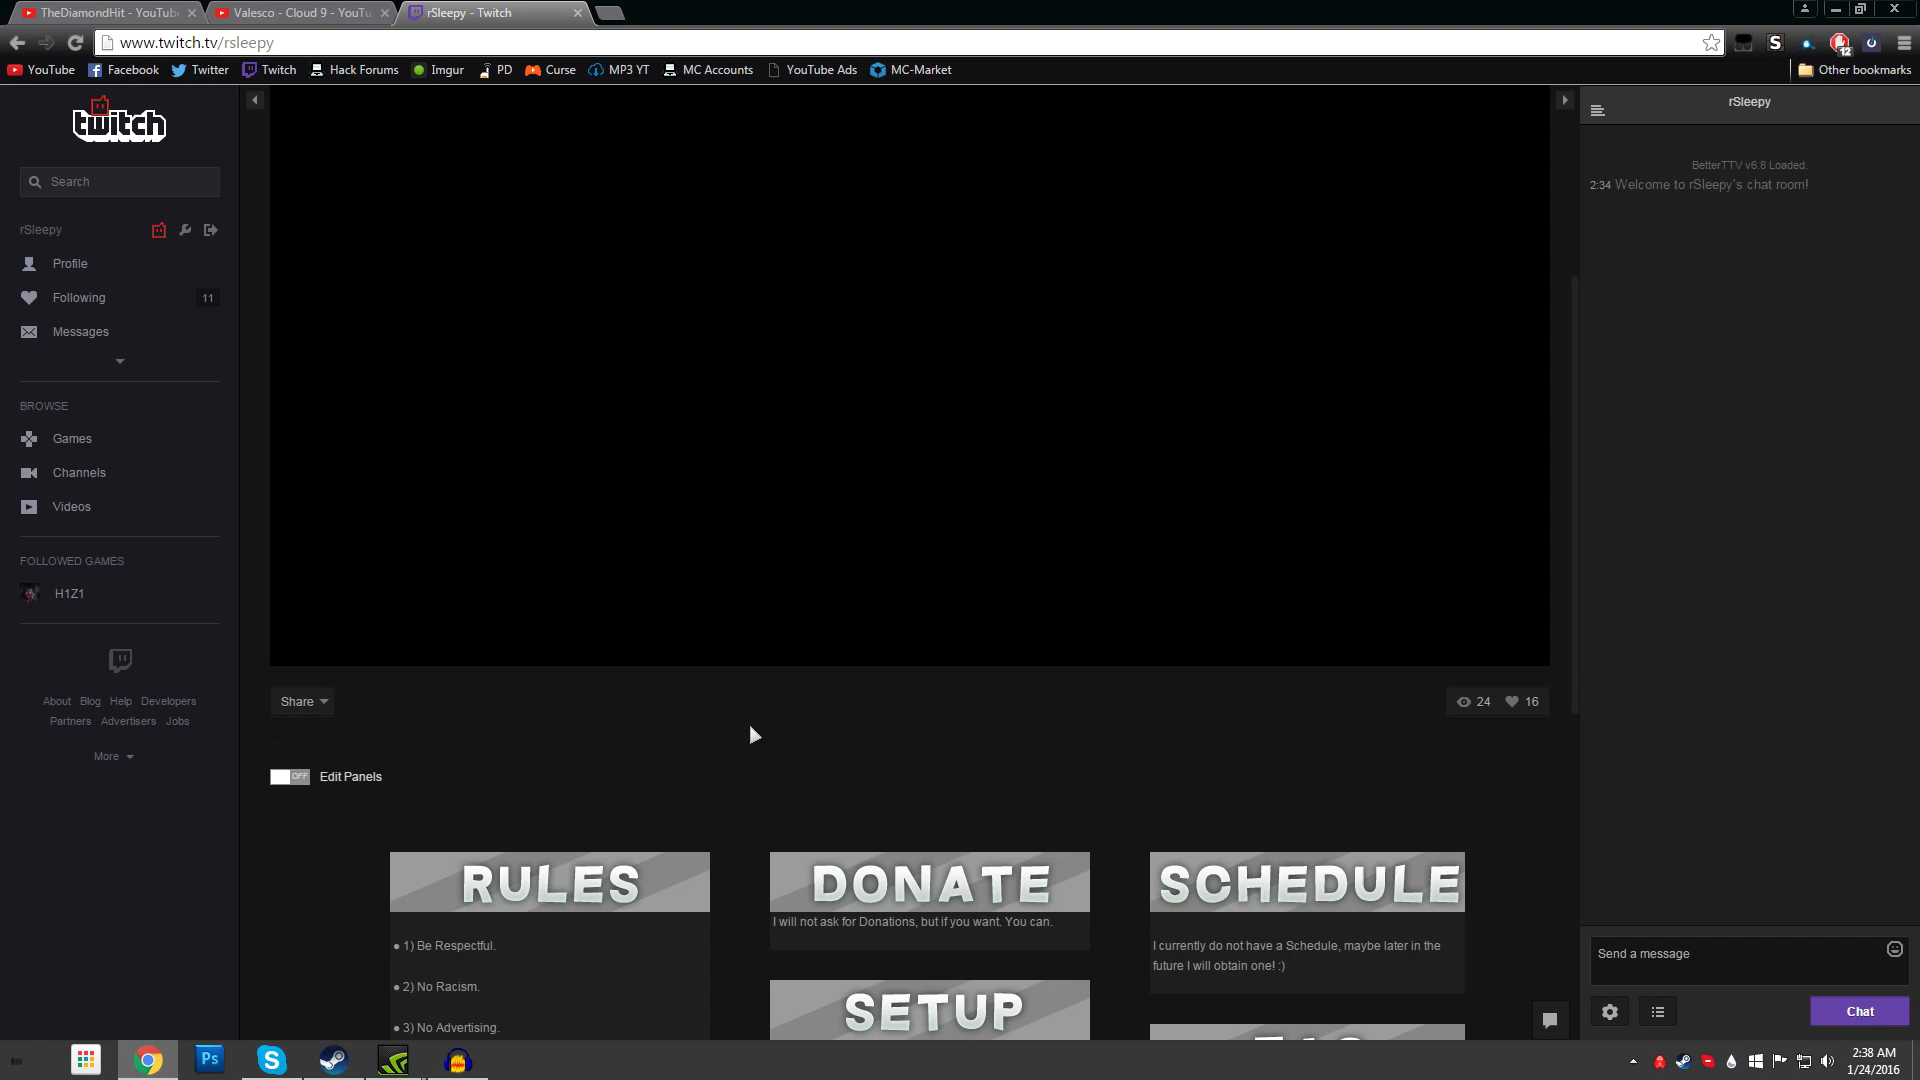 TheDiamondHit - YouTube
Valesco - Cloud 9 - YouTu
rSleepy - Twitch
www.twitch.tv/rsleepy
12
YouTube
Facebook
Twitter
Twitch
Hack Forums
Imgur
PD
Curse
MP3 YT
MC Accounts
YouTube Ads
MC-Market
Other bookmarks
twitch
Search
rSleepy
Profile
Following
11
Messages
BROWSE
Games
Channels
Videos
FOLLOWED GAMES
H1Z1
About Blog Help Developers
Partners Advertisers Jobs
More
Share
24
16
OFF
Edit Panels
RULES
● 1) Be Respectful.
● 2) No Racism.
● 3) No Advertising.
DONATE
I will not ask for Donations, but if you want. You can.
SETUP
SCHEDULE
I currently do not have a Schedule, maybe later in the
future I will obtain one! :)
rSleepy
BetterTTV v6.8 Loaded.
2:34 Welcome to rSleepy's chat room!
Send a message
Chat
Ps
S
2:38 AM
1/24/2016